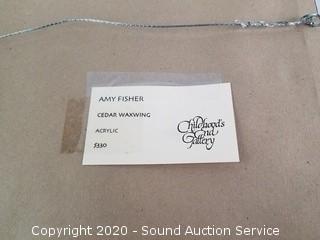 AMY FISHER
CEDAR WAXWING
ACRYLIC
$330
Childhood's
End
Gallery
Copyright 2020 - Sound Auction Service